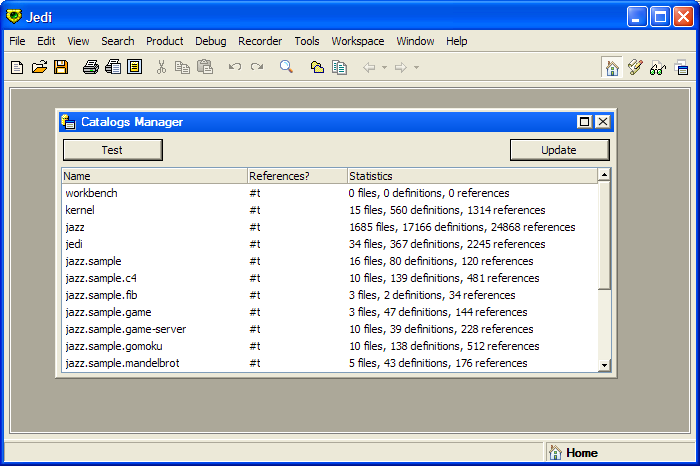 Jedi
File Edit View Search Product Debug Recorder Tools Workspace Window Help
Catalogs Manager
Test Update
Name References? Statistics
workbench #t 0 files, 0 definitions, 0 references
kernel #t 15 files, 560 definitions, 1314 references
jazz #t 1685 files, 17166 definitions, 24868 references
jedi #t 34 files, 367 definitions, 2245 references
jazz.sample #t 16 files, 80 definitions, 120 references
jazz.sample.c4 #t 10 files, 139 definitions, 481 references
jazz.sample.fib #t 3 files, 2 definitions, 34 references
jazz.sample.game #t 3 files, 47 definitions, 144 references
jazz.sample.game-server #t 10 files, 39 definitions, 228 references
jazz.sample.gomoku #t 10 files, 138 definitions, 512 references
jazz.sample.mandelbrot #t 5 files, 43 definitions, 176 references
Home